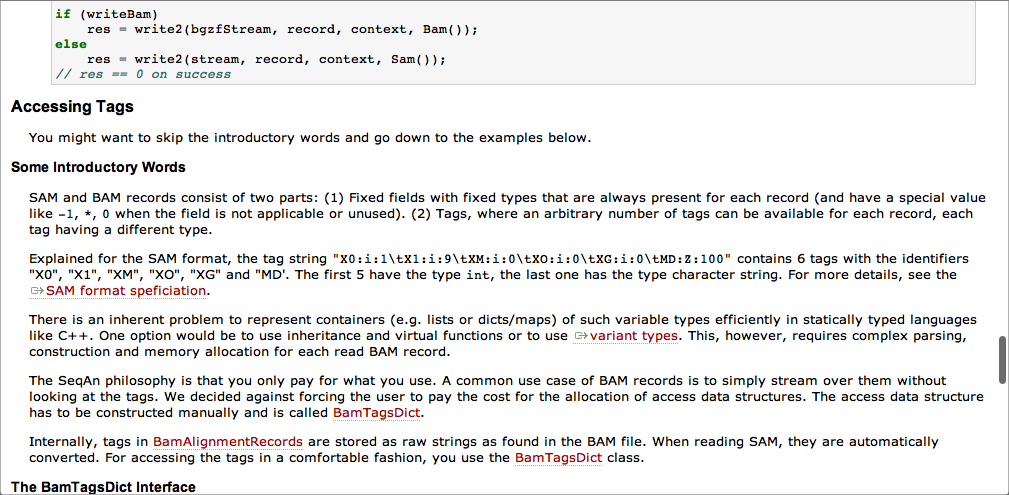 if (writeBam)
    res = write2(bgzfStream, record, context, Bam());
else
    res = write2(stream, record, context, Sam());
// res == 0 on success
Accessing Tags
You might want to skip the introductory words and go down to the examples below.
Some Introductory Words
SAM and BAM records consist of two parts: (1) Fixed fields with fixed types that are always present for each record (and have a special value
like -1, *, 0 when the field is not applicable or unused). (2) Tags, where an arbitrary number of tags can be available for each record, each
tag having a different type.
Explained for the SAM format, the tag string "X0:i:1\tX1:i:9\tXM:i:0\tXO:i:0\tXG:i:0\tMD:Z:100" contains 6 tags with the identifiers
"X0", "X1", "XM", "XO", "XG" and "MD'. The first 5 have the type int, the last one has the type character string. For more details, see the
SAM format speficiation.
There is an inherent problem to represent containers (e.g. lists or dicts/maps) of such variable types efficiently in statically typed languages
like C++. One option would be to use inheritance and virtual functions or to use variant types. This, however, requires complex parsing,
construction and memory allocation for each read BAM record.
The SeqAn philosophy is that you only pay for what you use. A common use case of BAM records is to simply stream over them without
looking at the tags. We decided against forcing the user to pay the cost for the allocation of access data structures. The access data structure
has to be constructed manually and is called BamTagsDict.
Internally, tags in BamAlignmentRecords are stored as raw strings as found in the BAM file. When reading SAM, they are automatically
converted. For accessing the tags in a comfortable fashion, you use the BamTagsDict class.
The BamTagsDict Interface